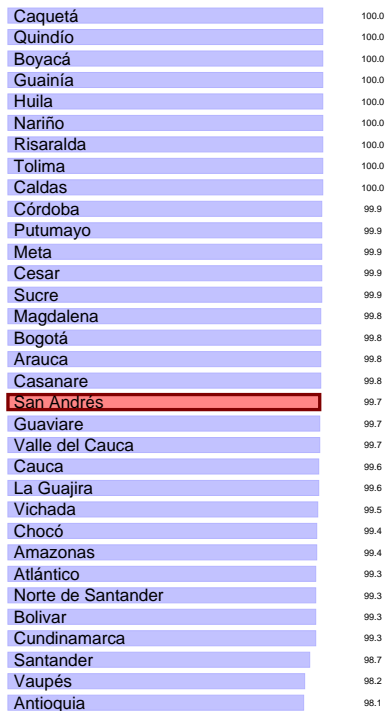 Caquetá 100.0
Quindío 100.0
Boyacá 100.0
Guainía 100.0
Huila 100.0
Nariño 100.0
Risaralda 100.0
Tolima 100.0
Caldas 100.0
Córdoba 99.9
Putumayo 99.9
Meta 99.9
Cesar 99.9
Sucre 99.9
Magdalena 99.8
Bogotá 99.8
Arauca 99.8
Casanare 99.8
San Andrés 99.7
Guaviare 99.7
Valle del Cauca 99.7
Cauca 99.6
La Guajira 99.6
Vichada 99.5
Chocó 99.4
Amazonas 99.4
Atlántico 99.3
Norte de Santander 99.3
Bolivar 99.3
Cundinamarca 99.3
Santander 98.7
Vaupés 98.2
Antioquia 98.1